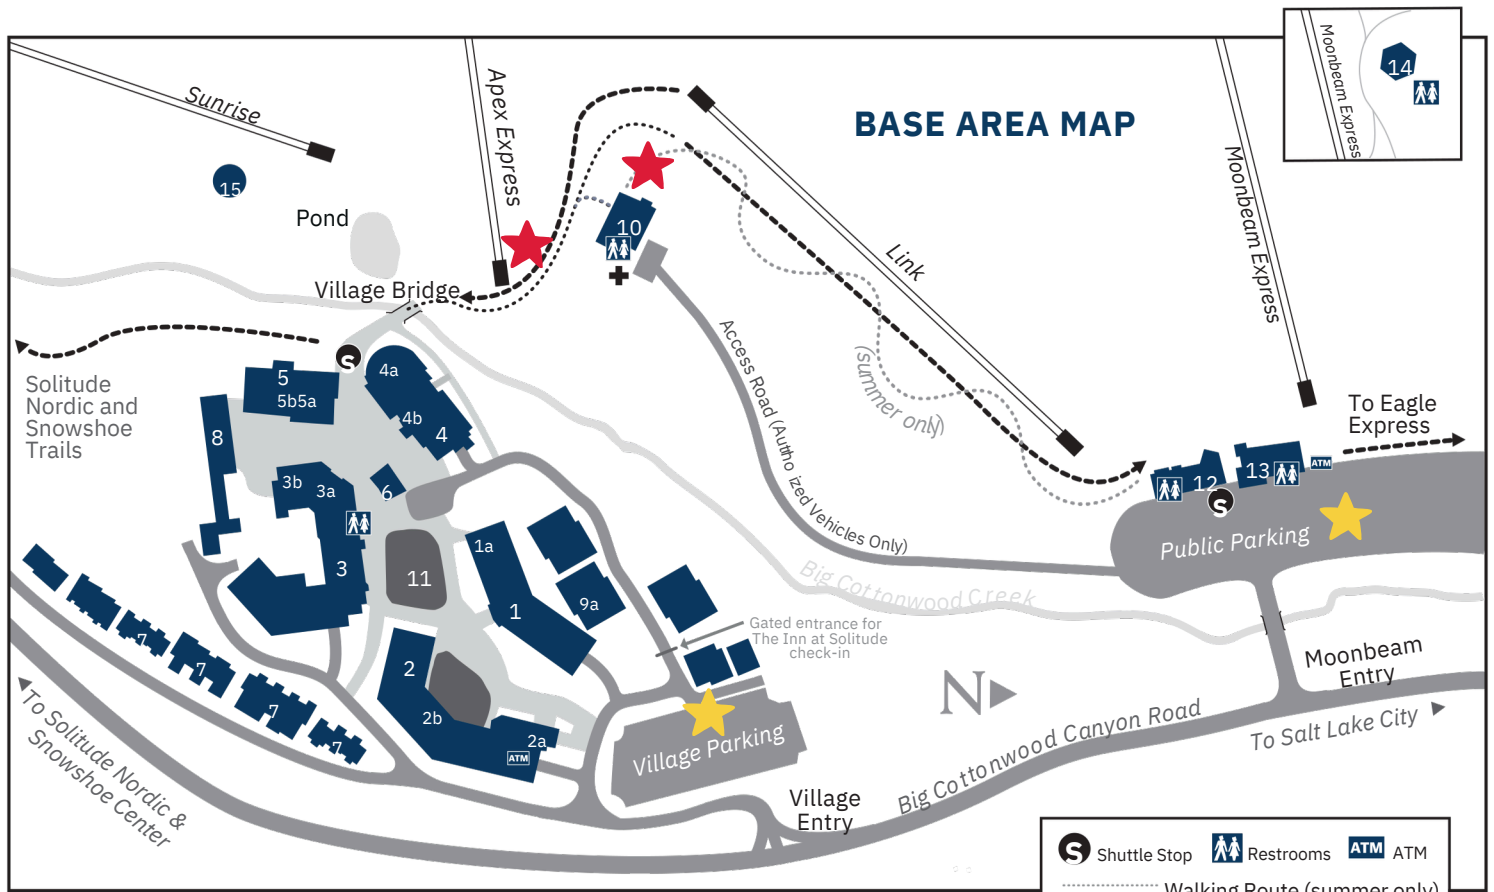 Moonbeam Express
14
BASE AREA MAP
Sunrise
Apex Express
15
Pond
10
Link
Moonbeam Express
Village Bridge
S
Access Road (Autho ized Vehicles Only)
(summer only)
Solitude
Nordic and
Snowshoe
Trails
5
5b5a
4a
4b
4
8
3b
3a
6
3
11
1a
1
9a
To Eagle
Express
12
13
ATM
S
Public Parking
Big Cottonwood Creek
Gated entrance for
The Inn at Solitude
check-in
N
Moonbeam
Entry
7
7
7
7
2
2b
2a
ATM
Village Parking
Village
Entry
Big Cottonwood Canyon Road
To Salt Lake City
To Solitude Nordic &
Snowshoe Center
S Shuttle Stop
Restrooms
ATM ATM
Walking Route (summer only)